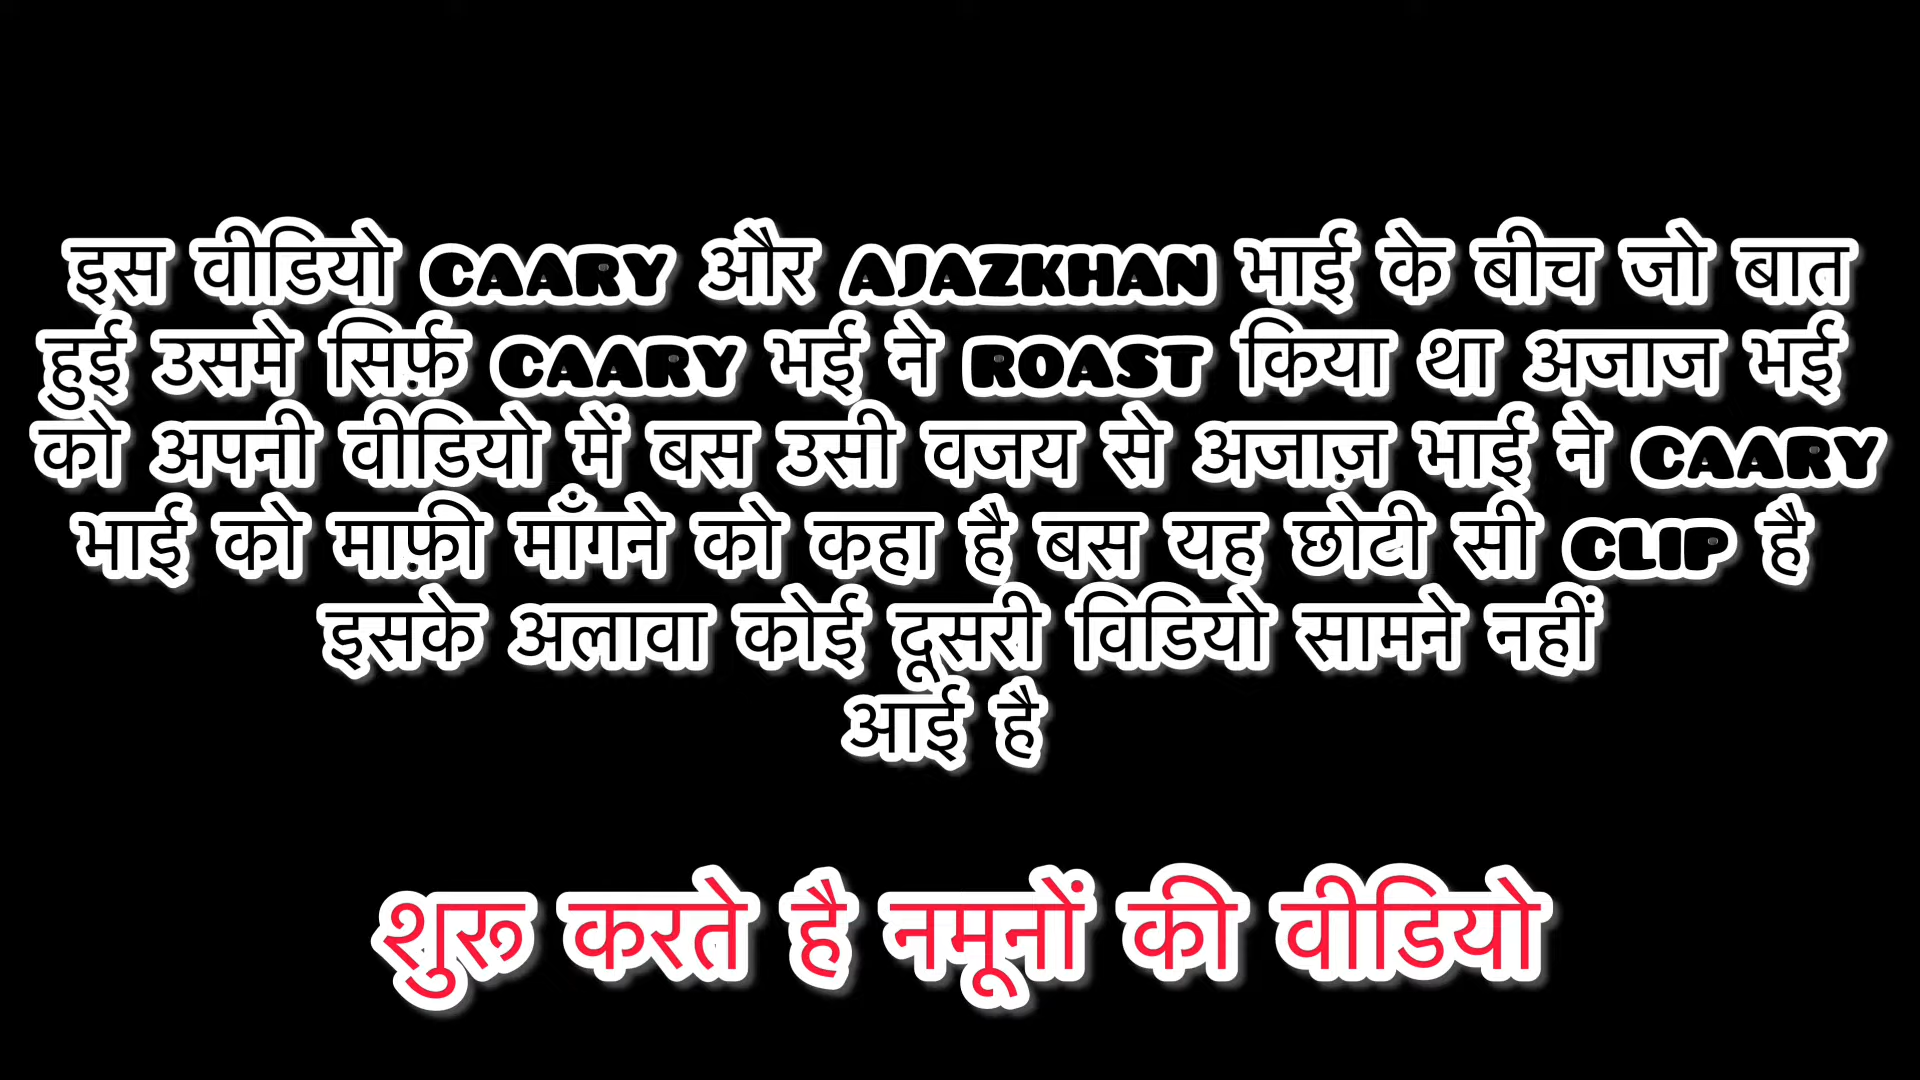 इस वीडियो CAARY और AJAZKHAN भाई के बीच जो बात
हुई उसमे सिर्फ़ CAARY भई ने ROAST किया था अजाज भई
को अपनी वीडियो में बस उसी वजय से अजाज़ भाई ने CAARY
भाई को माफ़ी माँगने को कहा है बस यह छोटी सी CLIP है
इसके अलावा कोई दूसरी विडियो सामने नहीं
आई है
शुरू करते है नमूनों की वीडियो